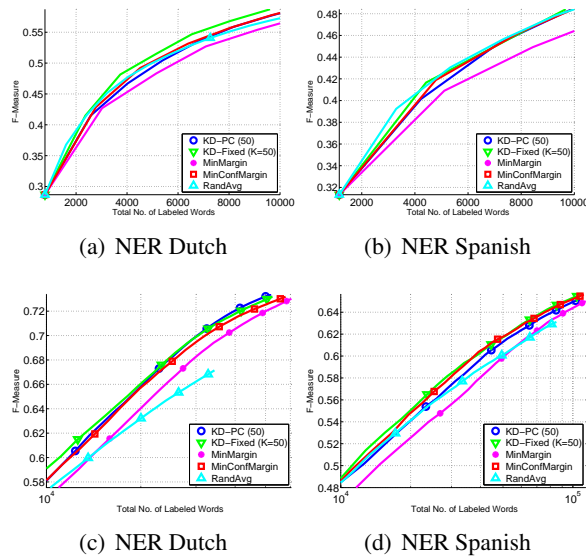 0.55
0.5
0.45
0.4
0.35
0.3
F−Measure
2000 4000 6000 8000 10000
Total No. of Labeled Words
KD−PC (50)
KD−Fixed (K=50)
MinMargin
MinConfMargin
RandAvg
(a) NER Dutch
0.48
0.46
0.44
0.42
0.4
0.38
0.36
0.34
0.32
F−Measure
2000 4000 6000 8000 10000
Total No. of Labeled Words
KD−PC (50)
KD−Fixed (K=50)
MinMargin
MinConfMargin
RandAvg
(b) NER Spanish
0.72
0.7
0.68
0.66
0.64
0.62
0.6
0.58
F−Measure
10⁴
Total No. of Labeled Words
KD−PC (50)
KD−Fixed (K=50)
MinMargin
MinConfMargin
RandAvg
(c) NER Dutch
0.64
0.62
0.6
0.58
0.56
0.54
0.52
0.5
0.48
F−Measure
10⁴ 10⁵
Total No. of Labeled Words
KD−PC (50)
KD−Fixed (K=50)
MinMargin
MinConfMargin
RandAvg
(d) NER Spanish